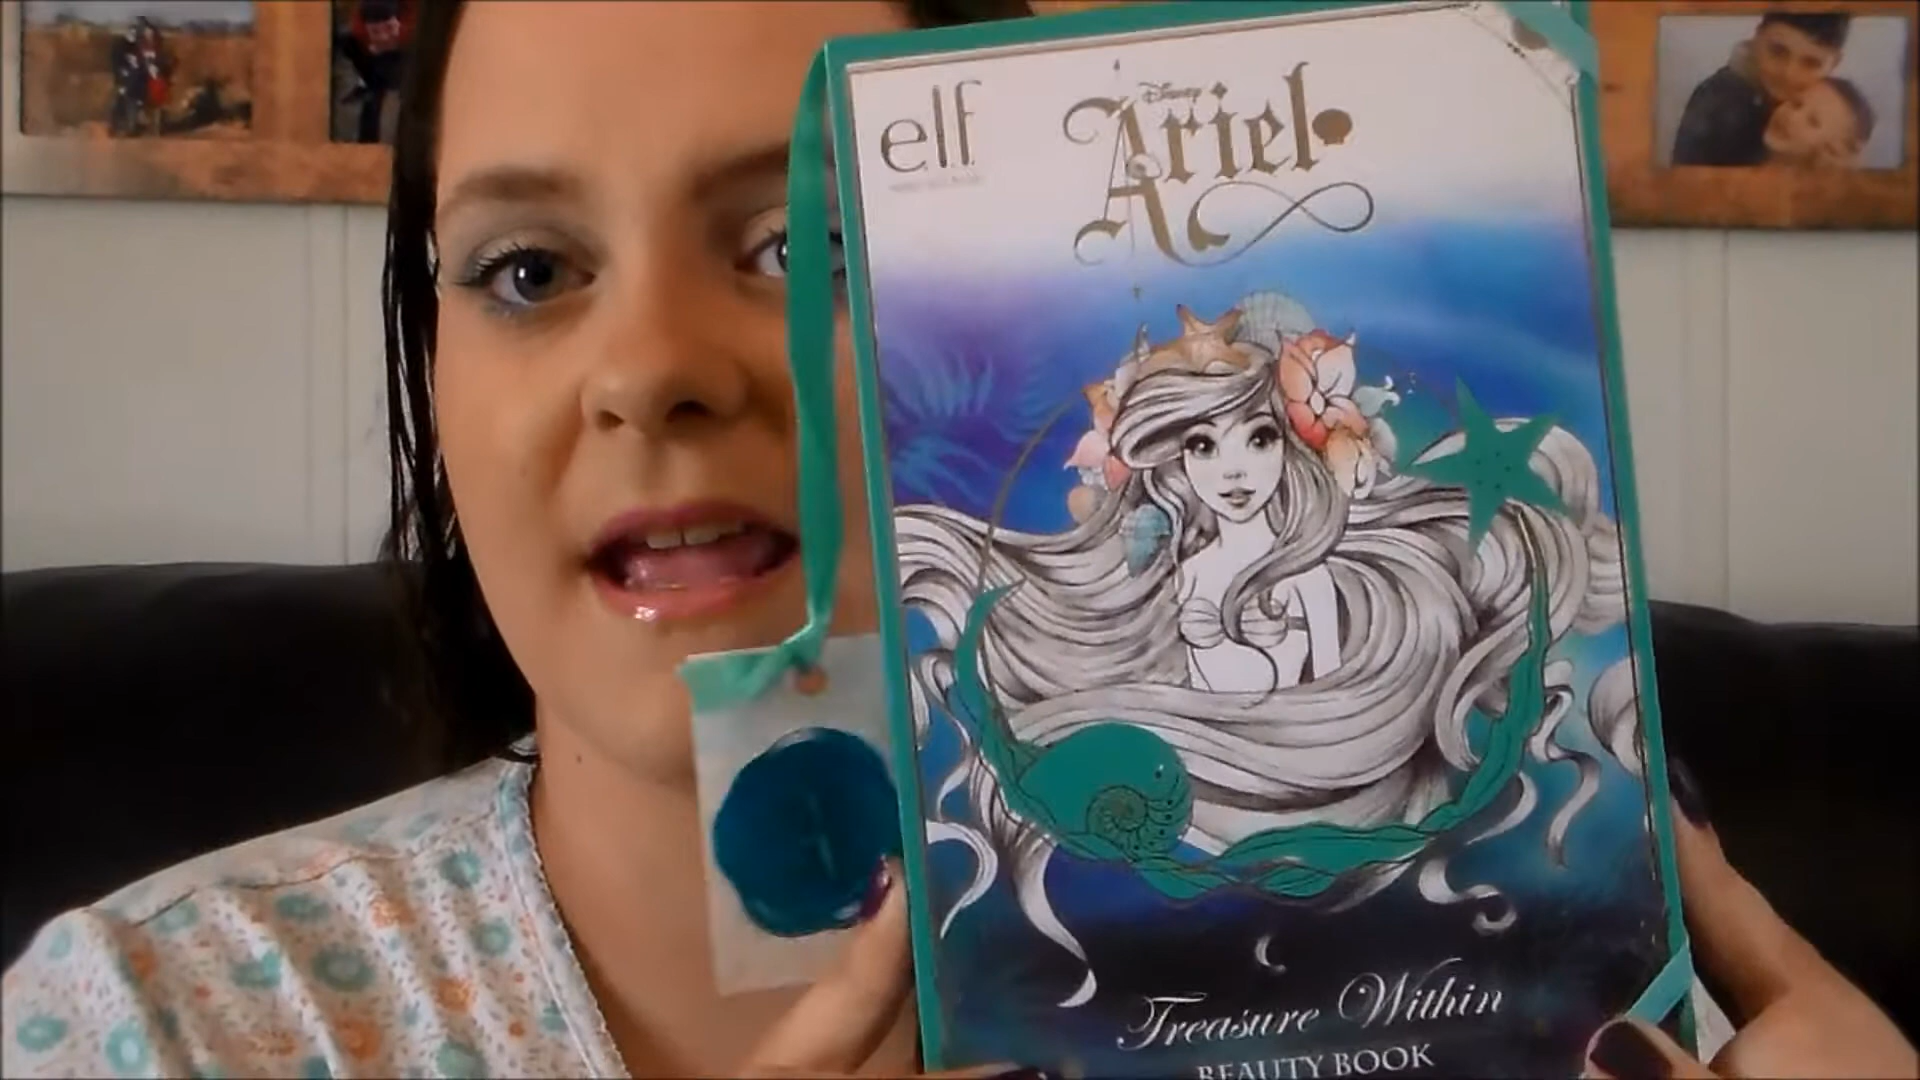 e.l.f.
Disney
Ariel
Treasure Within
BEAUTY BOOK